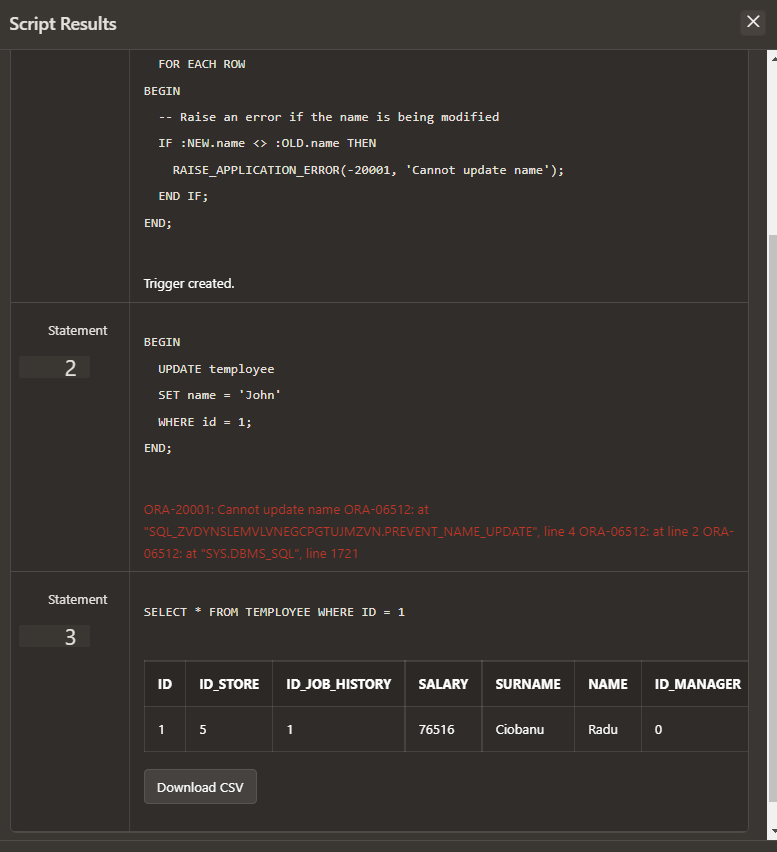 Script Results
FOR EACH ROW
BEGIN
-- Raise an error if the name is being modified
IF :NEW.name <> :OLD.name THEN
RAISE_APPLICATION_ERROR(-20001, 'Cannot update name');
END IF;
END;
Trigger created.
Statement
2
BEGIN
UPDATE temployee
SET name = 'John'
WHERE id = 1;
END;
ORA-20001: Cannot update name ORA-06512: at
"SQL_ZVDYNSLEMVLVNEGCPGTUJMZVN.PREVENT_NAME_UPDATE", line 4 ORA-06512: at line 2 ORA-
06512: at "SYS.DBMS_SQL", line 1721
Statement
3
SELECT * FROM TEMPLOYEE WHERE ID = 1
ID ID_STORE ID_JOB_HISTORY SALARY SURNAME NAME ID_MANAGER
1 5 1 76516 Ciobanu Radu 0
Download CSV